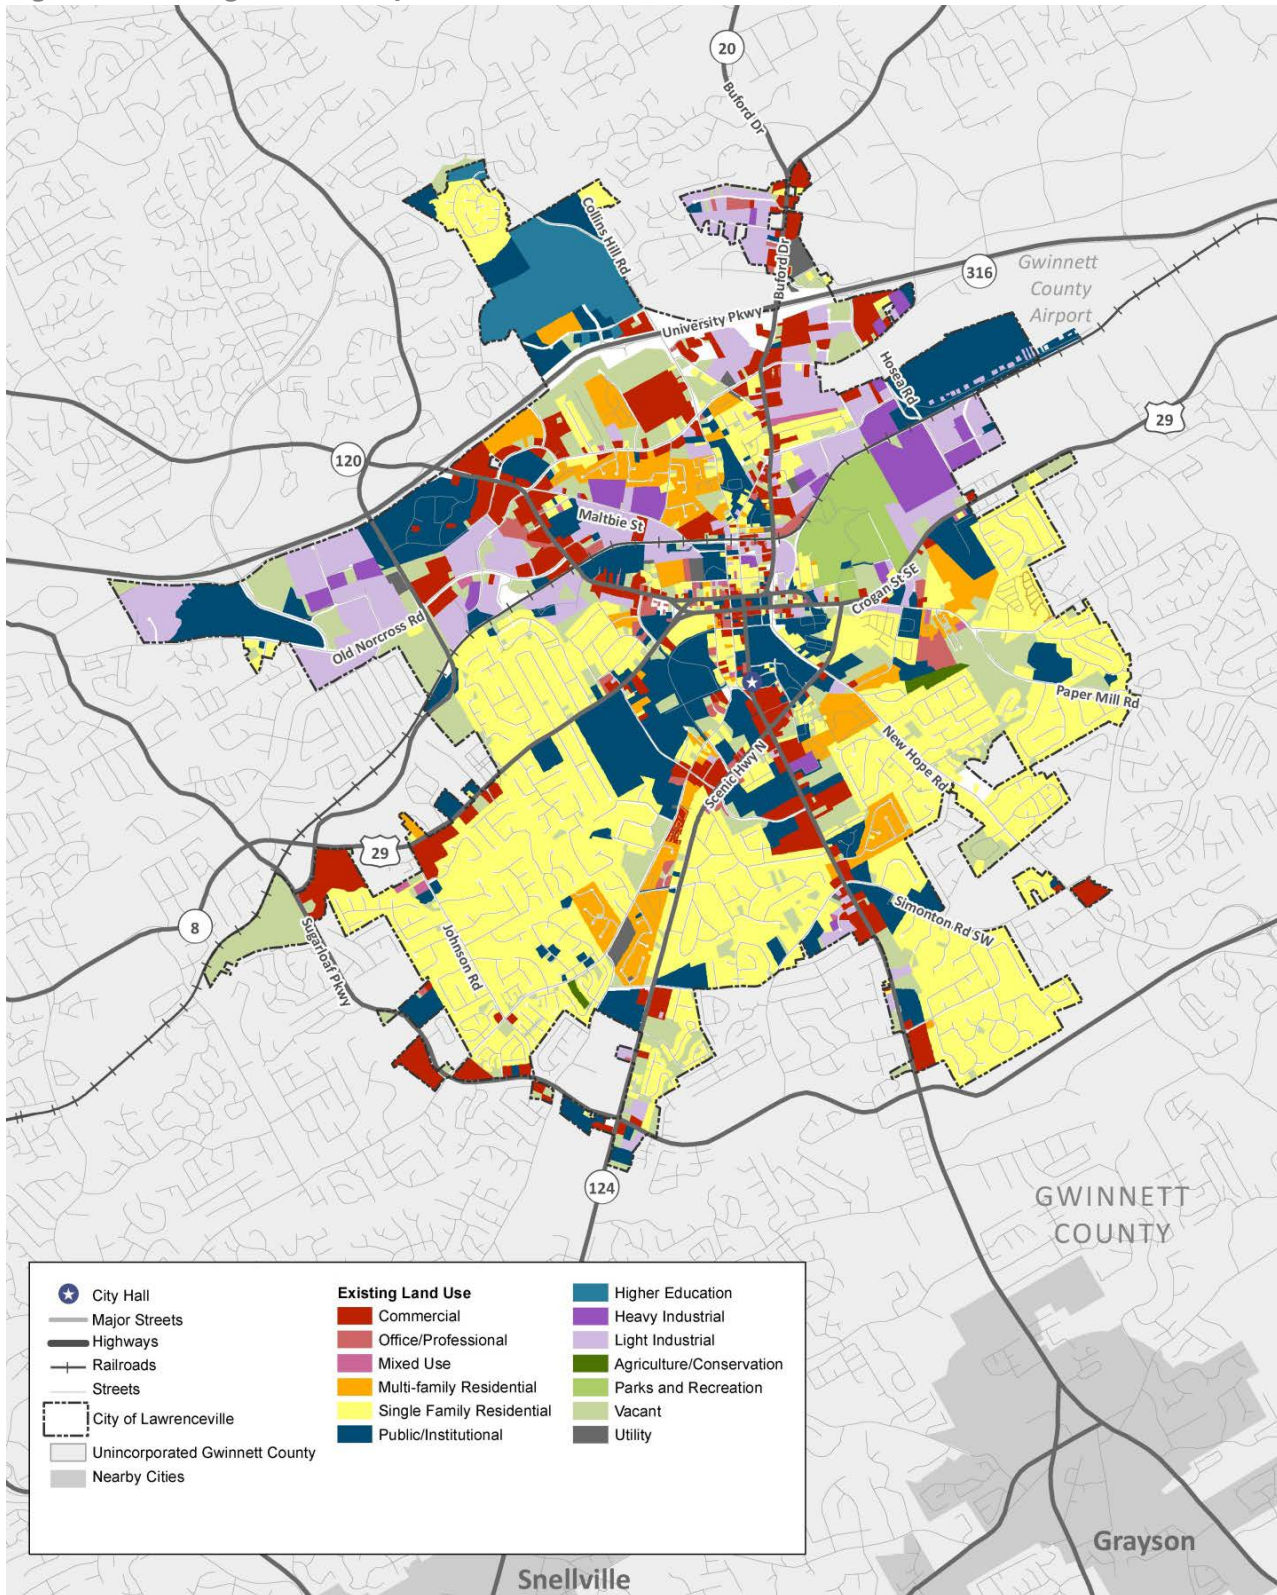 20
Buford Dr
Collins Hill Rd
Buford Dr
316
Gwinnett
County
Airport
University Pkwy
Hosea Rd
29
120
Maltbie St
Crogan St SE
Old Norcross Rd
Paper Mill Rd
New Hope Rd
Scenic Hwy N
29
8
Simonton Rd SW
Johnson Rd
Sugarloaf Pkwy
124
GWINNETT
COUNTY
City Hall
Major Streets
Highways
Railroads
Streets
City of Lawrenceville
Unincorporated Gwinnett County
Nearby Cities
Existing Land Use
Commercial
Office/Professional
Mixed Use
Multi-family Residential
Single Family Residential
Public/Institutional
Higher Education
Heavy Industrial
Light Industrial
Agriculture/Conservation
Parks and Recreation
Vacant
Utility
Grayson
Snellville